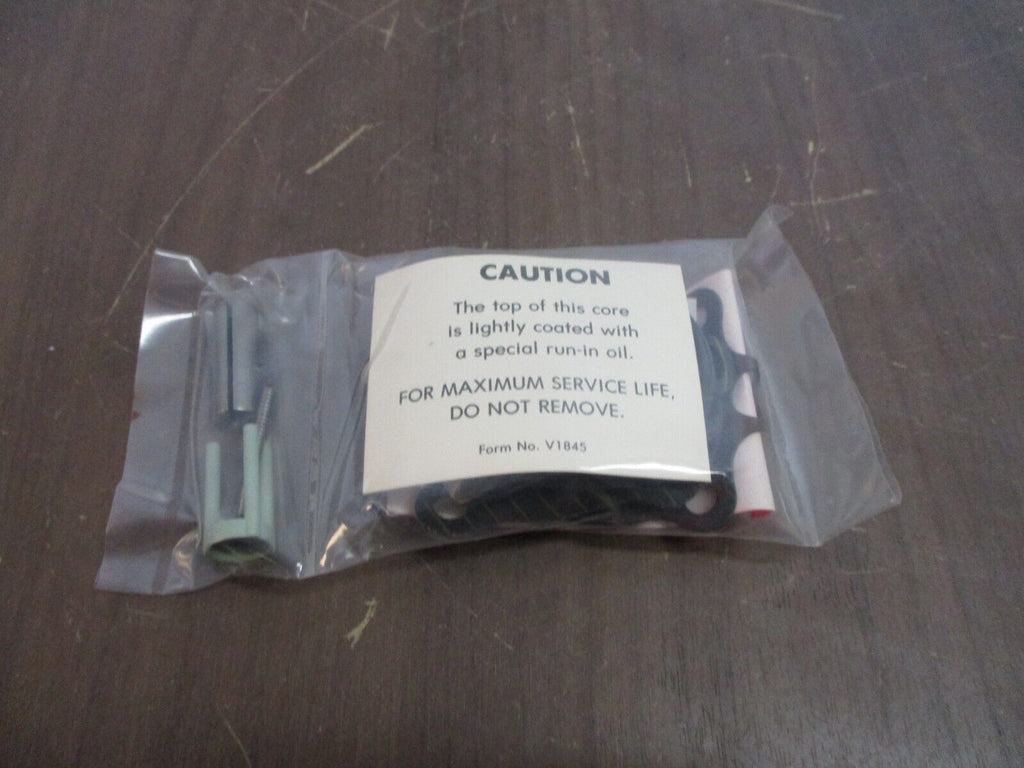 CAUTION
The top of this core
is lightly coated with
a special run-in oil.
FOR MAXIMUM SERVICE LIFE,
DO NOT REMOVE.
Form No. V1845